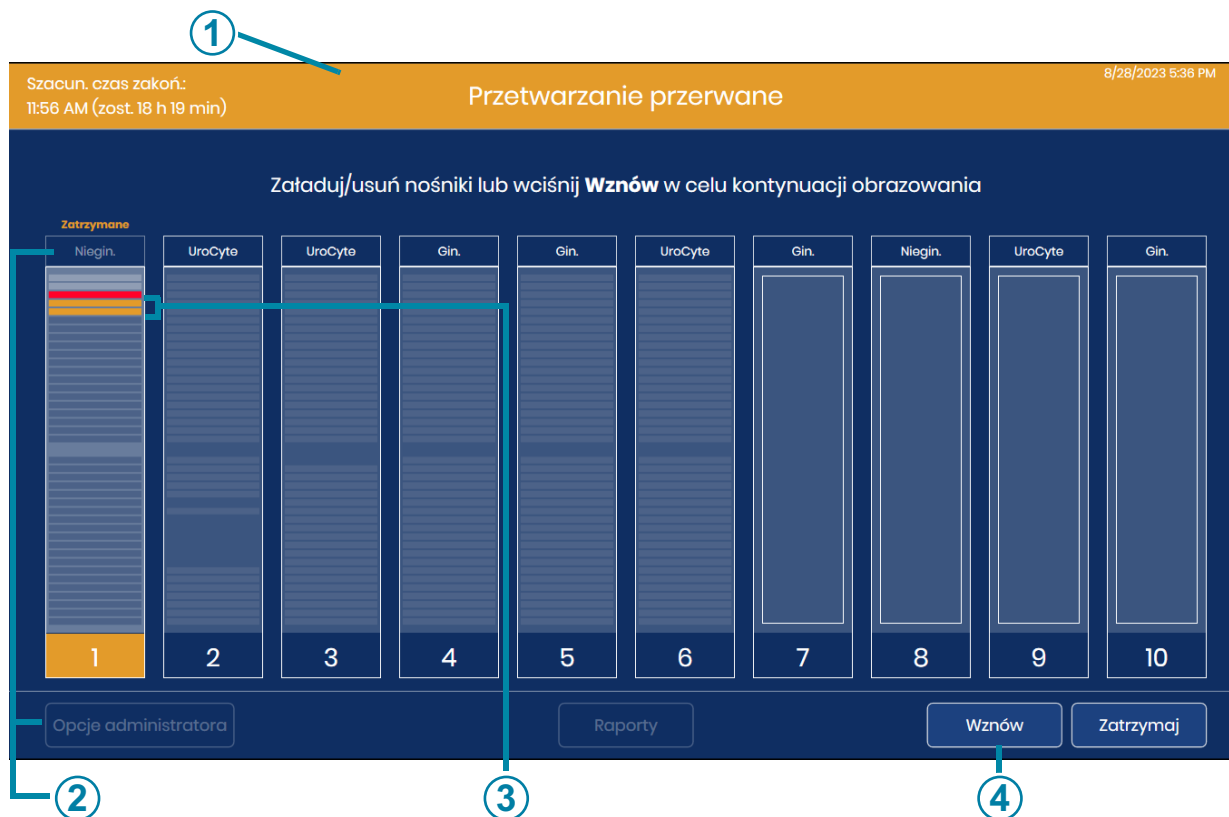 1
Szacun. czas zakoń.:
11:56 AM (zost. 18 h 19 min)
Przetwarzanie przerwane
8/28/2023 5:36 PM
Załaduj/usuń nośniki lub wciśnij Wznów w celu kontynuacji obrazowania
Zatrzymane
Niegin. UroCyte UroCyte Gin. Gin. UroCyte Gin. Niegin. UroCyte Gin.
1 2 3 4 5 6 7 8 9 10
Opcje administratora Raporty Wznów Zatrzymaj
2 3 4